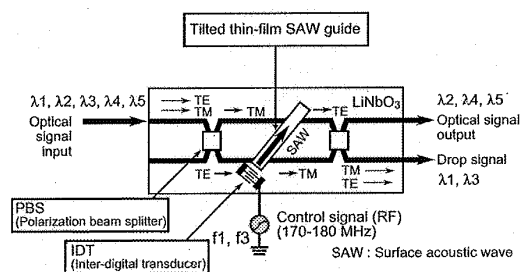 Tilted thin-film SAW guide
λ1, λ2, λ3, λ4, λ5
Optical
signal
input
TE
TM
TM
TE
LiNbO3
λ2, λ4, λ5
Optical signal
output
SAW
TE
TM
TM
TE
Drop signal
λ1, λ3
PBS
(Polarization beam splitter)
IDT
(Inter-digital transducer)
f1, f3
Control signal (RF)
(170-180 MHz)
SAW : Surface acoustic wave